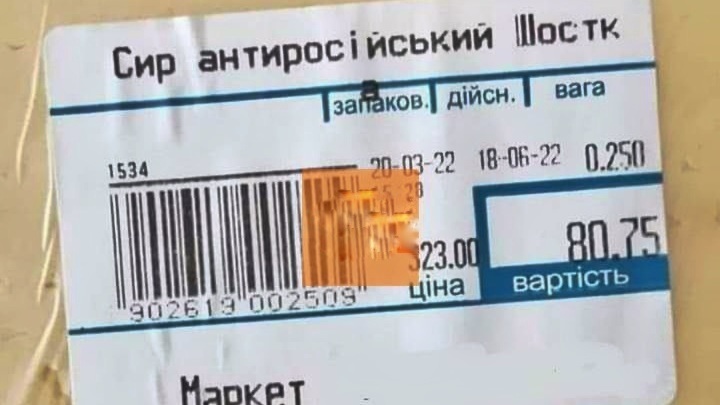 Сир антиросійський Шостк
а
запаков. дійсн. вага
1534
20-03-22 18-06-22 0.250
323.00 80.75
ціна вартість
902619 002509
Маркет